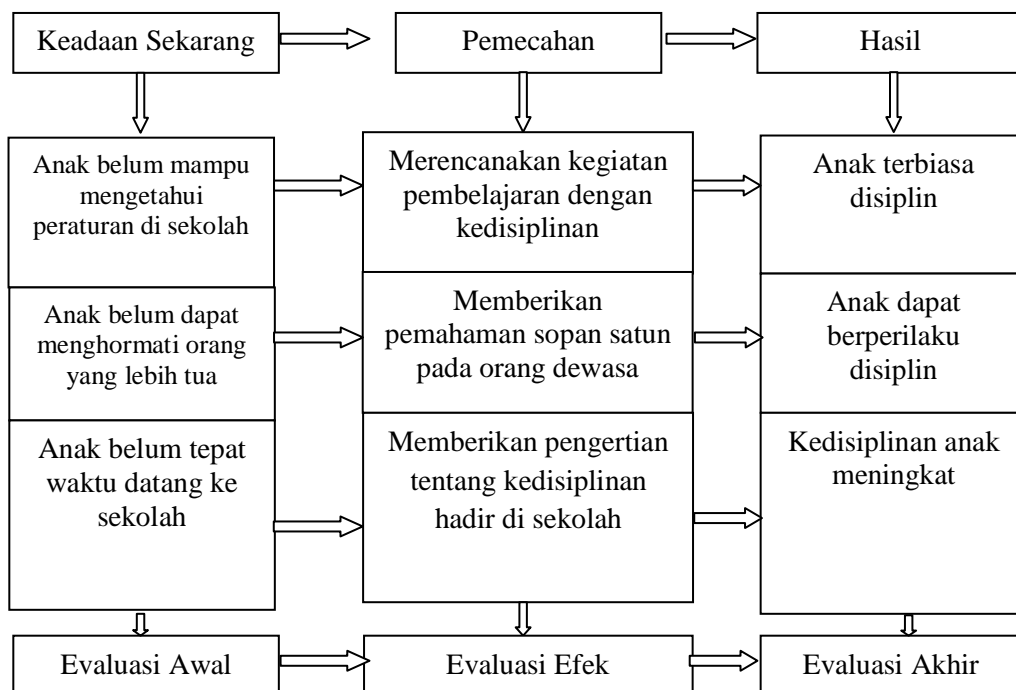 Keadaan Sekarang
Pemecahan
Hasil
Anak belum mampu
mengetahui
peraturan di sekolah
Merencanakan kegiatan
pembelajaran dengan
kedisiplinan
Anak terbiasa
disiplin
Anak belum dapat
menghormati orang
yang lebih tua
Memberikan
pemahaman sopan satun
pada orang dewasa
Anak dapat
berperilaku
disiplin
Anak belum tepat
waktu datang ke
sekolah
Memberikan pengertian
tentang kedisiplinan
hadir di sekolah
Kedisiplinan anak
meningkat
Evaluasi Awal
Evaluasi Efek
Evaluasi Akhir